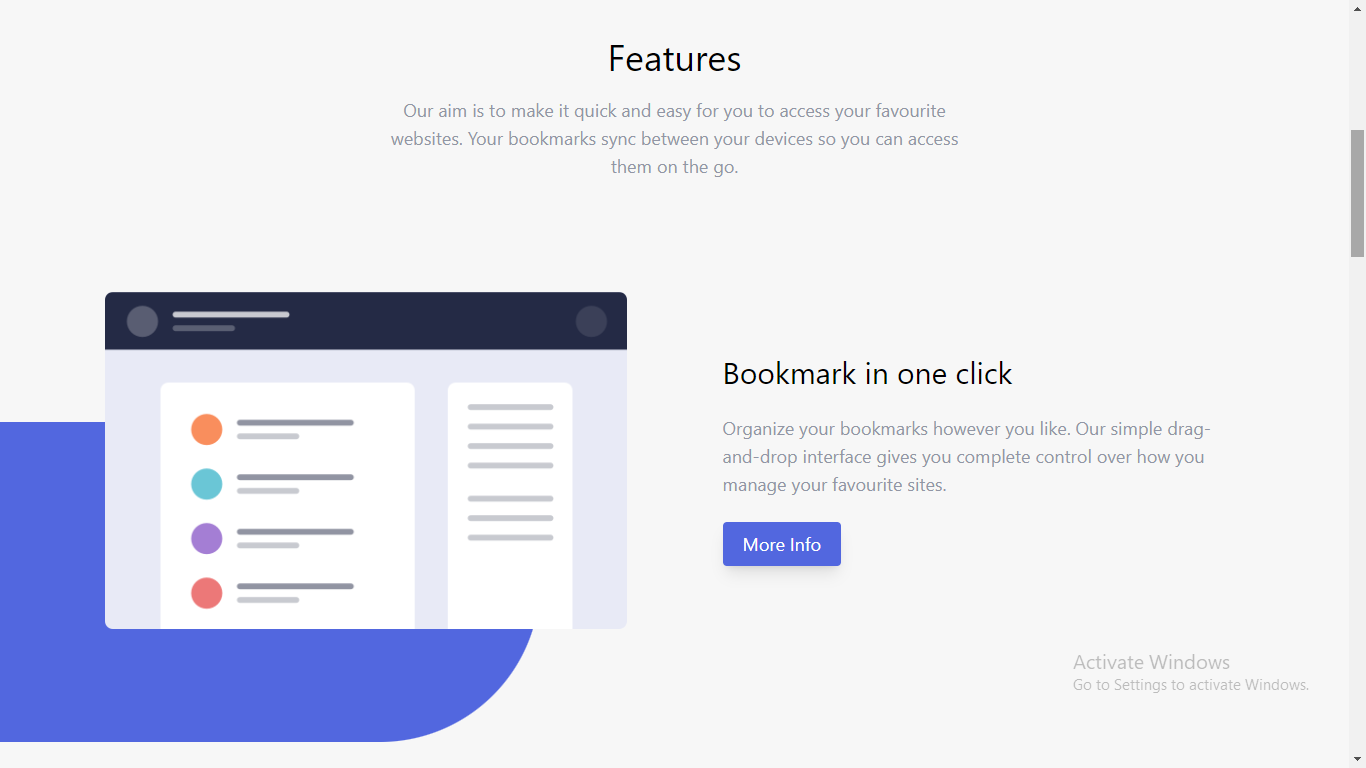 Features
Our aim is to make it quick and easy for you to access your favourite
websites. Your bookmarks sync between your devices so you can access
them on the go.
Bookmark in one click
Organize your bookmarks however you like. Our simple drag-
and-drop interface gives you complete control over how you
manage your favourite sites.
More Info
Activate Windows
Go to Settings to activate Windows.